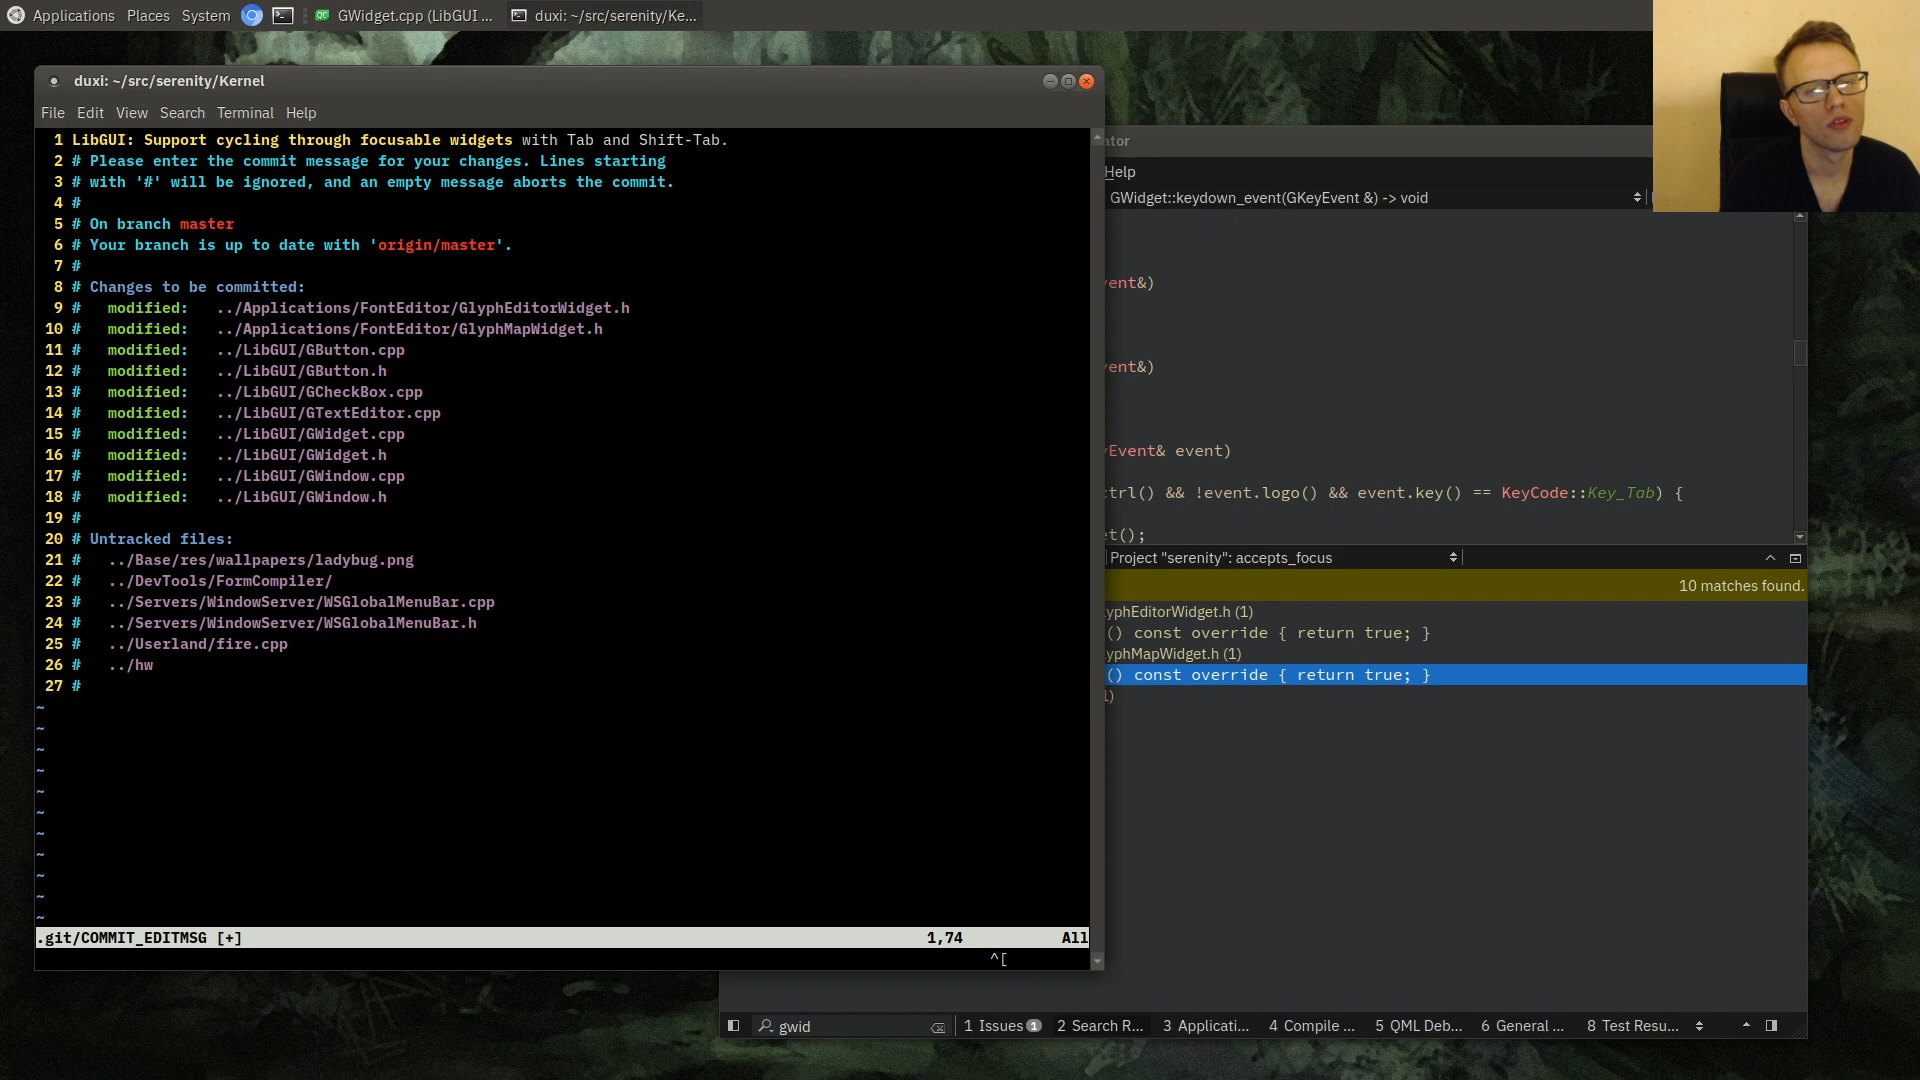 Applications Places System GWidget.cpp (LibGUI ... duxi: ~/src/serenity/Ke...
duxi: ~/src/serenity/Kernel
File Edit View Search Terminal Help
1 LibGUI: Support cycling through focusable widgets with Tab and Shift-Tab.
2 # Please enter the commit message for your changes. Lines starting
3 # with '#' will be ignored, and an empty message aborts the commit.
4 #
5 # On branch master
6 # Your branch is up to date with 'origin/master'.
7 #
8 # Changes to be committed:
9 # modified: ../Applications/FontEditor/GlyphEditorWidget.h
10 # modified: ../Applications/FontEditor/GlyphMapWidget.h
11 # modified: ../LibGUI/GButton.cpp
12 # modified: ../LibGUI/GButton.h
13 # modified: ../LibGUI/GCheckBox.cpp
14 # modified: ../LibGUI/GTextEditor.cpp
15 # modified: ../LibGUI/GWidget.cpp
16 # modified: ../LibGUI/GWidget.h
17 # modified: ../LibGUI/GWindow.cpp
18 # modified: ../LibGUI/GWindow.h
19 #
20 # Untracked files:
21 # ../Base/res/wallpapers/ladybug.png
22 # ../DevTools/FormCompiler/
23 # ../Servers/WindowServer/WSGlobalMenuBar.cpp
24 # ../Servers/WindowServer/WSGlobalMenuBar.h
25 # ../Userland/fire.cpp
26 # ../hw
27 #
~
~
~
~
~
~
~
~
~
~
~
.git/COMMIT_EDITMSG [+] 1,74 All
^[
ator
Help
GWidget::keydown_event(GKeyEvent &) -> void
vent&)
vent&)
yEvent& event)
ctrl() && !event.logo() && event.key() == KeyCode::Key_Tab) {
et();
Project "serenity": accepts_focus
10 matches found.
lyphEditorWidget.h (1)
() const override { return true; }
lyphMapWidget.h (1)
() const override { return true; }
1)
gwid 1 Issues 1 2 Search R... 3 Applicati... 4 Compile ... 5 QML Deb... 6 General ... 8 Test Resu...